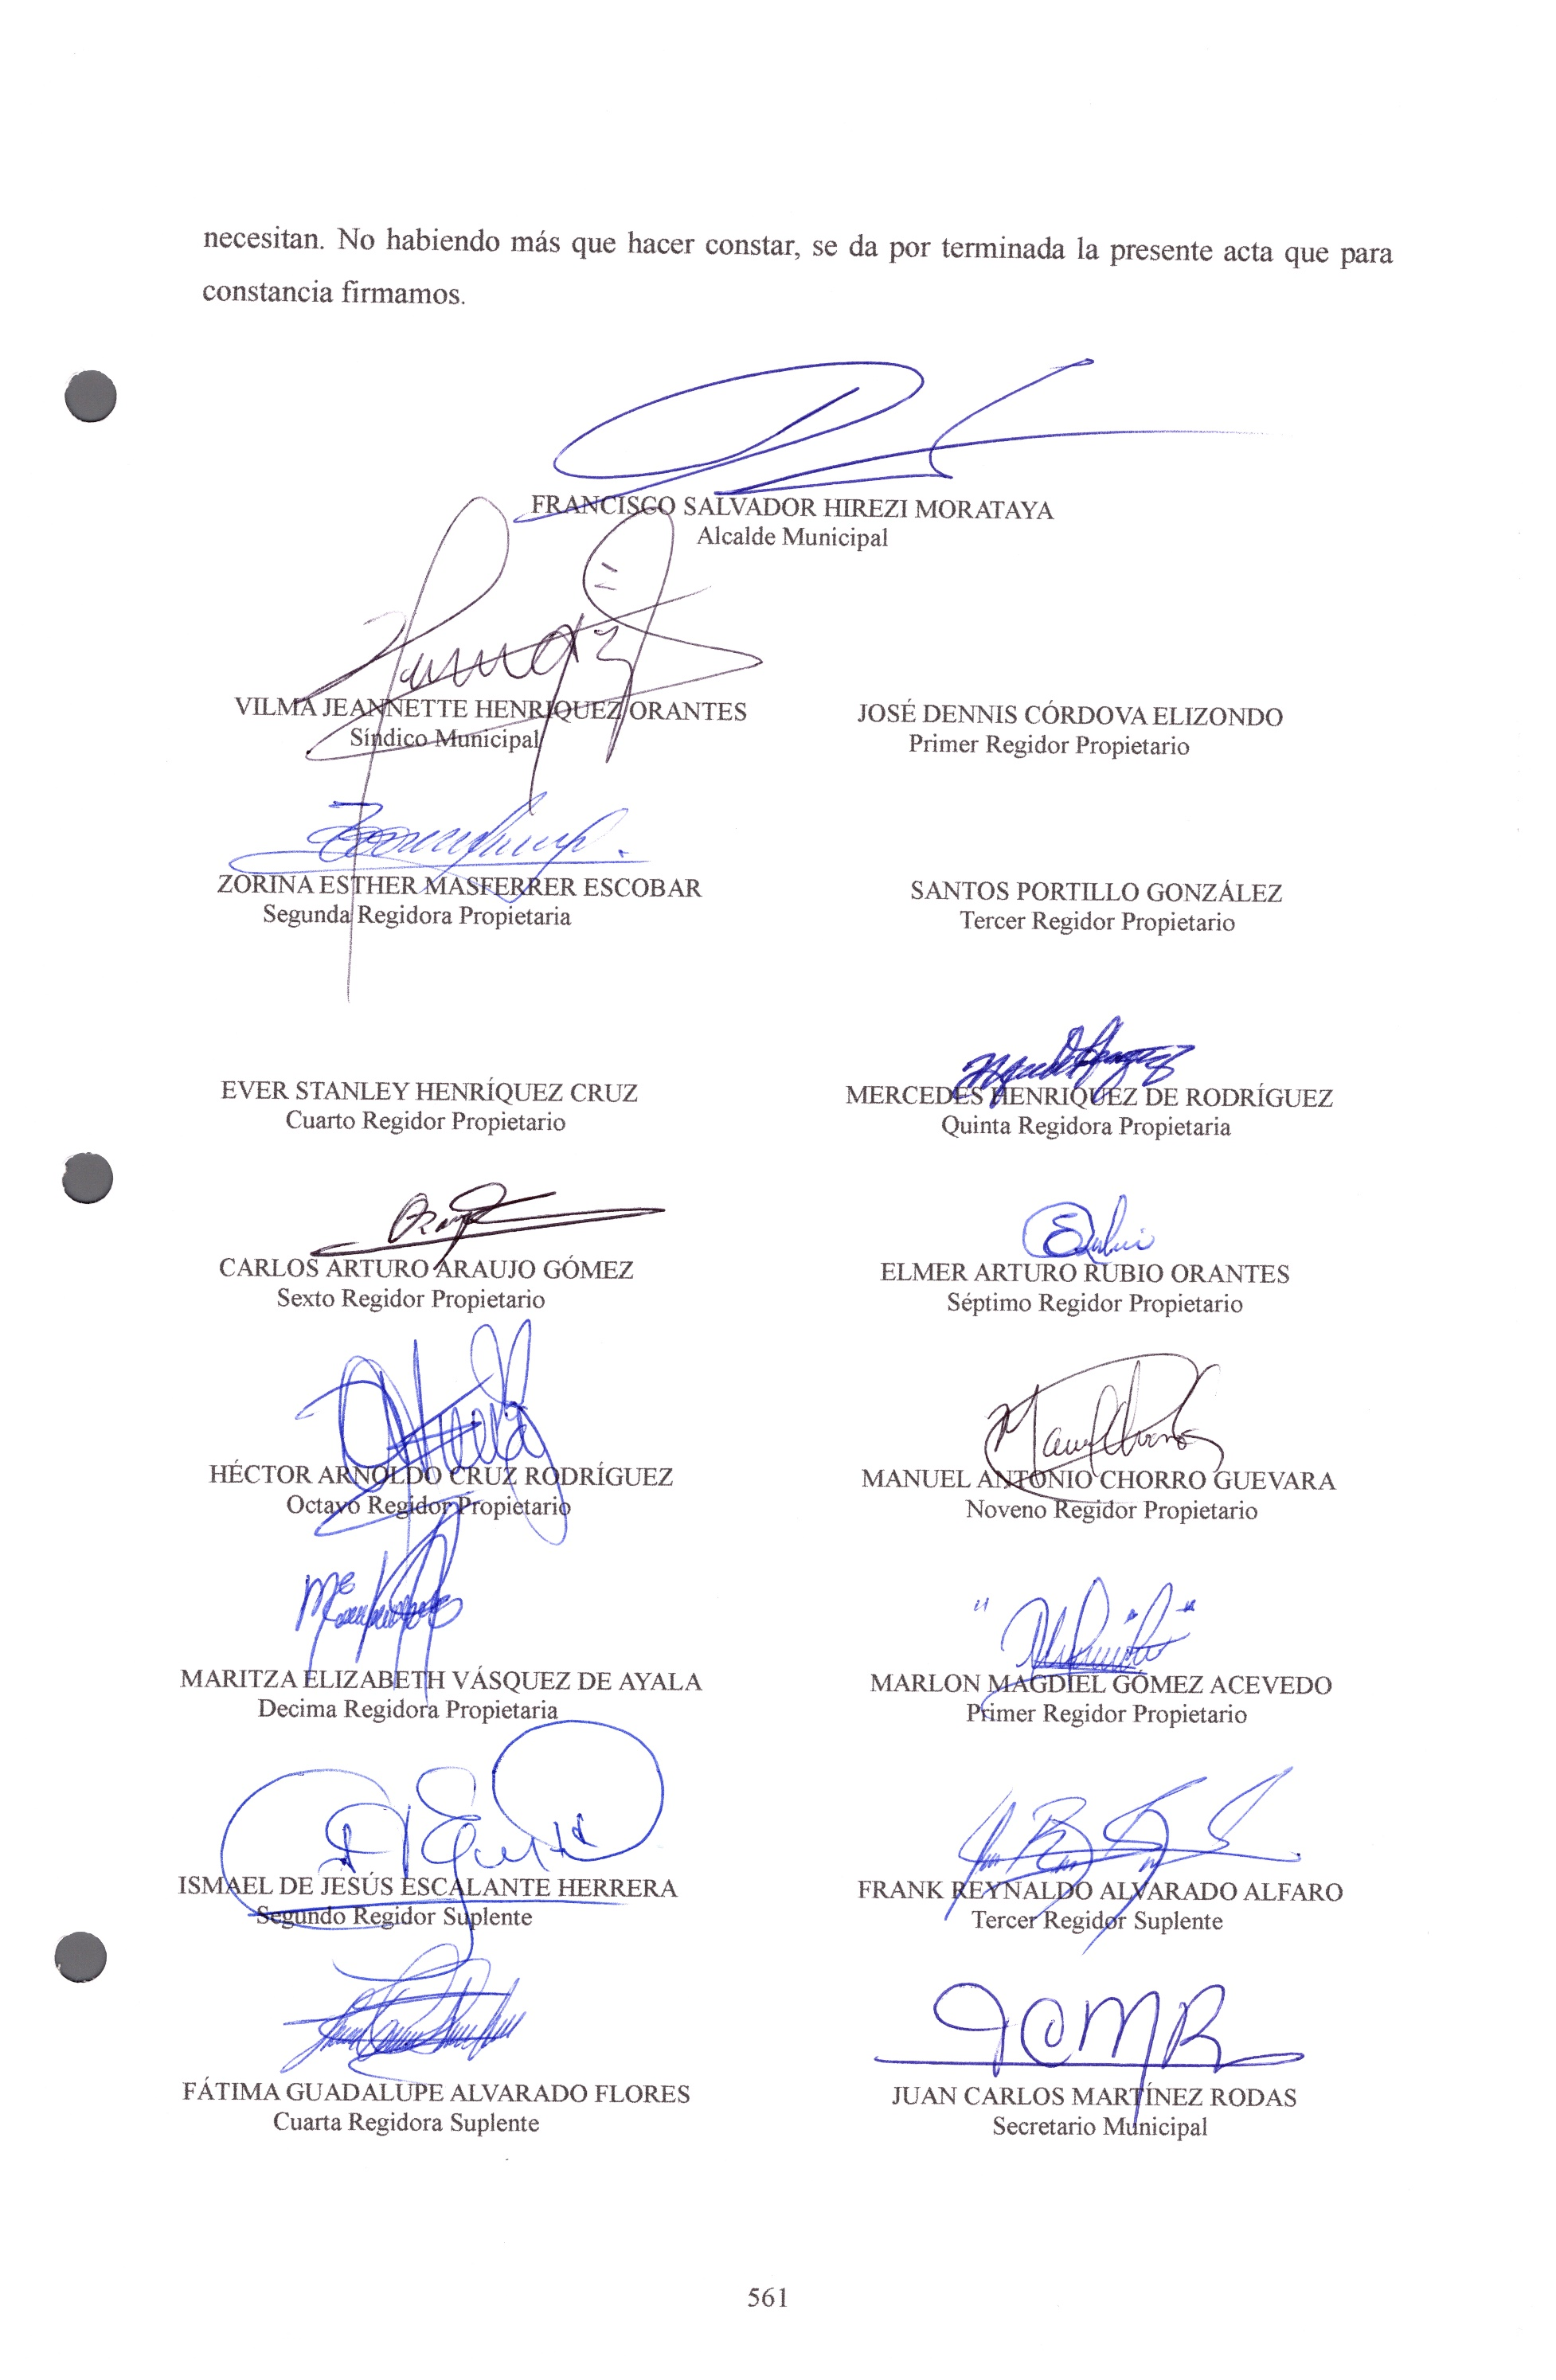 necesitan. No habiendo más que hacer constar, se da por terminada la presente acta que para
constancia firmamos.
FRANCISCO SALVADOR HIREZI MORATAYA
Alcalde Municipal
VILMA JEANNETTE HENRIQUEZ ORANTES
Síndico Municipal
JOSÉ DENNIS CÓRDOVA ELIZONDO
Primer Regidor Propietario
ZORINA ESTHER MASFERRER ESCOBAR
Segunda Regidora Propietaria
SANTOS PORTILLO GONZÁLEZ
Tercer Regidor Propietario
EVER STANLEY HENRÍQUEZ CRUZ
Cuarto Regidor Propietario
MERCEDES HENRIQUEZ DE RODRÍGUEZ
Quinta Regidora Propietaria
CARLOS ARTURO ARAUJO GÓMEZ
Sexto Regidor Propietario
ELMER ARTURO RUBIO ORANTES
Séptimo Regidor Propietario
HÉCTOR ARNOLDO CRUZ RODRÍGUEZ
Octavo Regidor Propietario
MANUEL ANTONIO CHORRO GUEVARA
Noveno Regidor Propietario
MARITZA ELIZABETH VÁSQUEZ DE AYALA
Decima Regidora Propietaria
MARLON MAGDIEL GÓMEZ ACEVEDO
Primer Regidor Propietario
ISMAEL DE JESÚS ESCALANTE HERRERA
Segundo Regidor Suplente
FRANK REYNALDO ALVARADO ALFARO
Tercer Regidor Suplente
FÁTIMA GUADALUPE ALVARADO FLORES
Cuarta Regidora Suplente
JUAN CARLOS MARTÍNEZ RODAS
Secretario Municipal
561